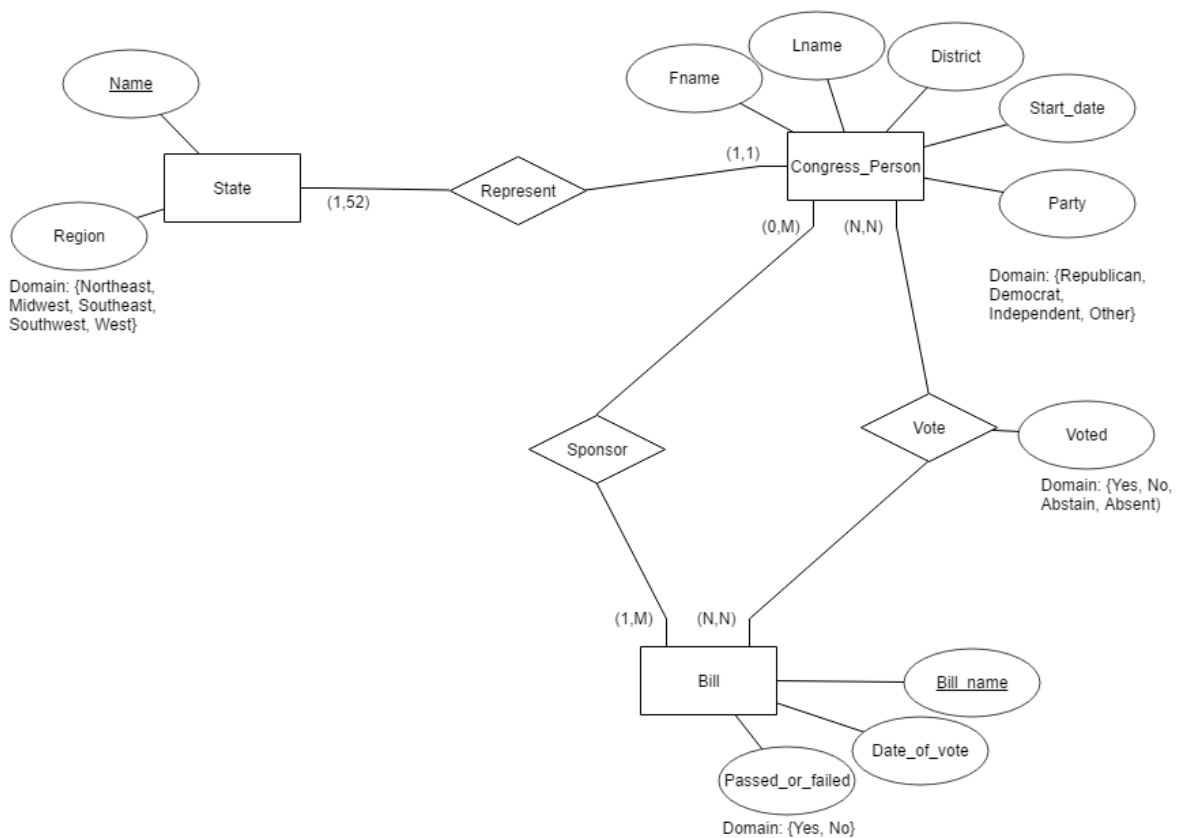 Lname
District
Fname
Name
Start_date
(1,1)
Congress_Person
State
Represent
(1,52)
Party
Region
(0,M)
(N,N)
Domain: {Northeast,
Midwest, Southeast,
Southwest, West}
Domain: {Republican,
Democrat,
Independent, Other}
Vote
Voted
Sponsor
Domain: {Yes, No,
Abstain, Absent)
(1,M)
(N,N)
Bill
Bill_name
Date_of_vote
Passed_or_failed
Domain: {Yes, No}